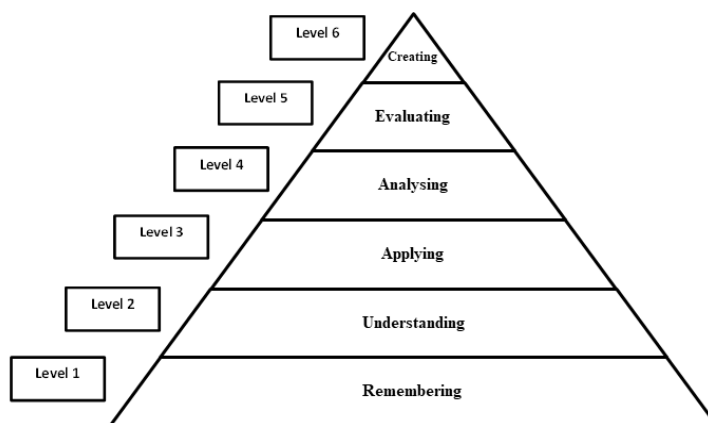 Level 6
Creating
Level 5
Evaluating
Level 4
Analysing
Level 3
Applying
Level 2
Understanding
Level 1
Remembering